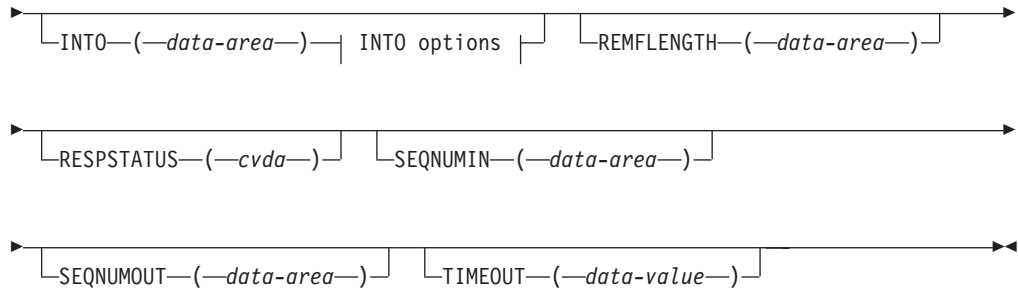 INTO (data-area) INTO options REMFLENGTH (data-area)
RESPSTATUS (cvda) SEQNUMIN (data-area)
SEQNUMOUT (data-area) TIMEOUT (data-value)